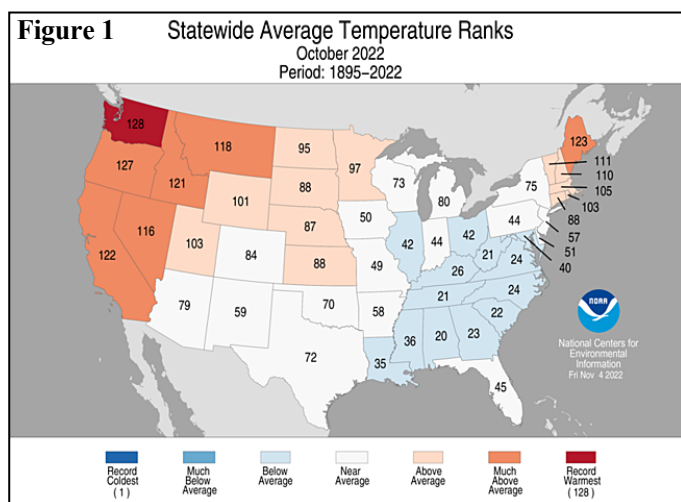 Figure 1
Statewide Average Temperature Ranks
October 2022
Period: 1895–2022
128
127
118
121
122
116
101
103
79
84
59
95
88
87
88
70
72
97
50
49
58
35
73
42
80
44
42
26
21
36
20
23
45
22
24
24
21
44
75
123
111
110
105
103
88
57
51
40
NOAA
National Centers for
Environmental
Information
Fri Nov 4 2022
Record
Coldest
(1)
Much
Below
Average
Below
Average
Near
Average
Above
Average
Much
Above
Average
Record
Warmest
(128)